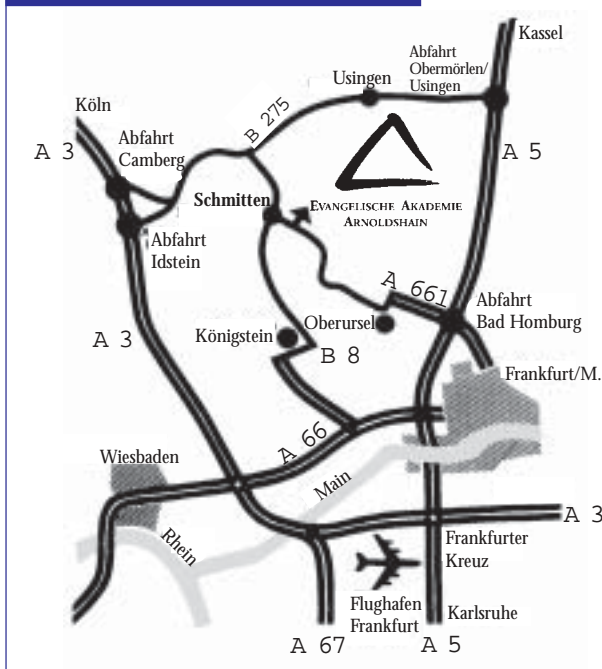 Kassel
Abfahrt
Obermörlen/
Usingen
Usingen
Köln
B 275
A 3
Abfahrt
Camberg
A 5
Schmitten
EVANGELISCHE AKADEMIE
ARNOLDSHAIN
Abfahrt
Idstein
A 661
Abfahrt
Bad Homburg
A 3
Königstein
Oberursel
B 8
Frankfurt/M.
A 66
Wiesbaden
Main
Rhein
A 3
Frankfurter
Kreuz
Flughafen
Frankfurt
Karlsruhe
A 67
A 5